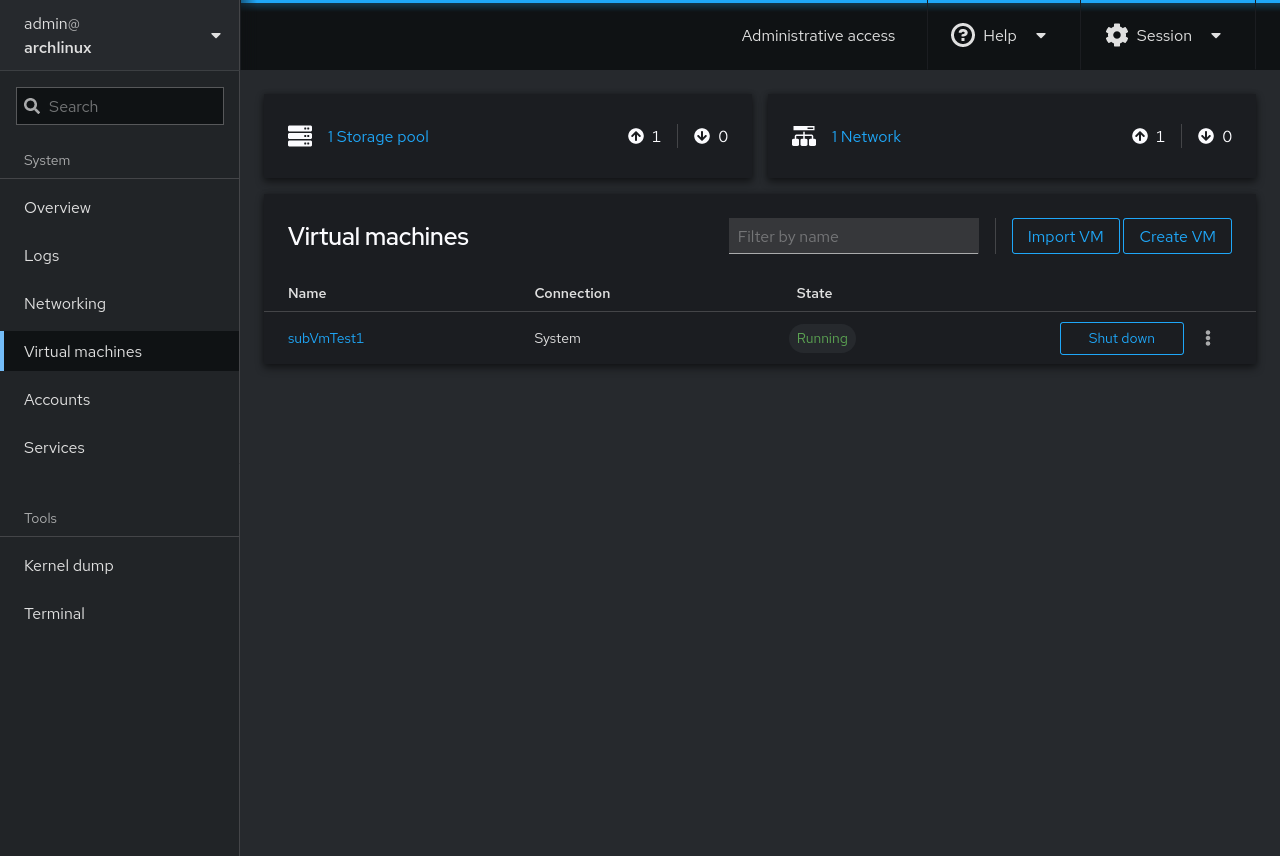 admin@
archlinux
Administrative access
Help
Session
Search
System
Overview
Logs
Networking
Virtual machines
Accounts
Services
Tools
Kernel dump
Terminal
1 Storage pool 1 0
1 Network 1 0
Virtual machines Filter by name Import VM Create VM
Name Connection State
subVmTest1 System Running Shut down